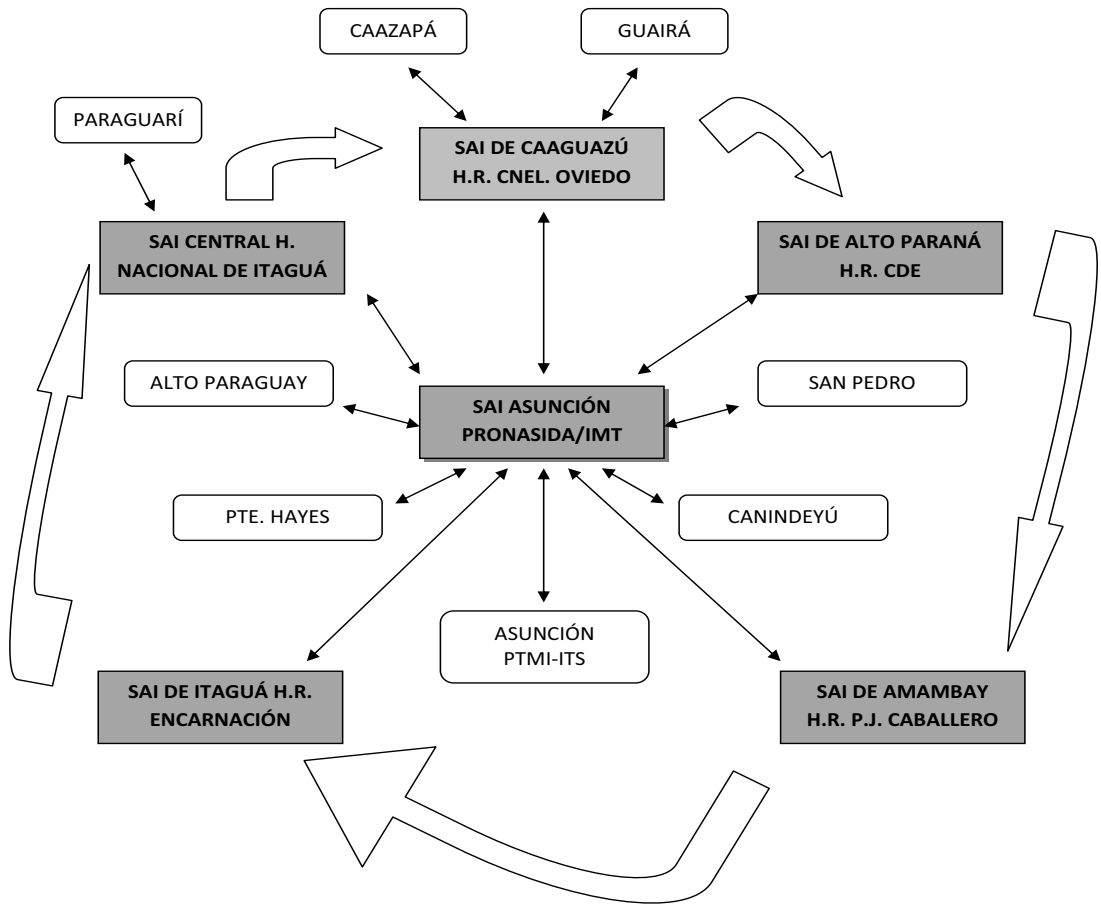 CAAZAPÁ
GUAIRÁ
PARAGUARÍ
SAI DE CAAGUAZÚ
H.R. CNEL. OVIEDO
SAI CENTRAL H.
NACIONAL DE ITAGUÁ
SAI DE ALTO PARANÁ
H.R. CDE
ALTO PARAGUAY
SAN PEDRO
SAI ASUNCIÓN
PRONASIDA/IMT
PTE. HAYES
CANINDEYÚ
ASUNCIÓN
PTMI-ITS
SAI DE ITAGUÁ H.R.
ENCARNACIÓN
SAI DE AMAMBAY
H.R. P.J. CABALLERO